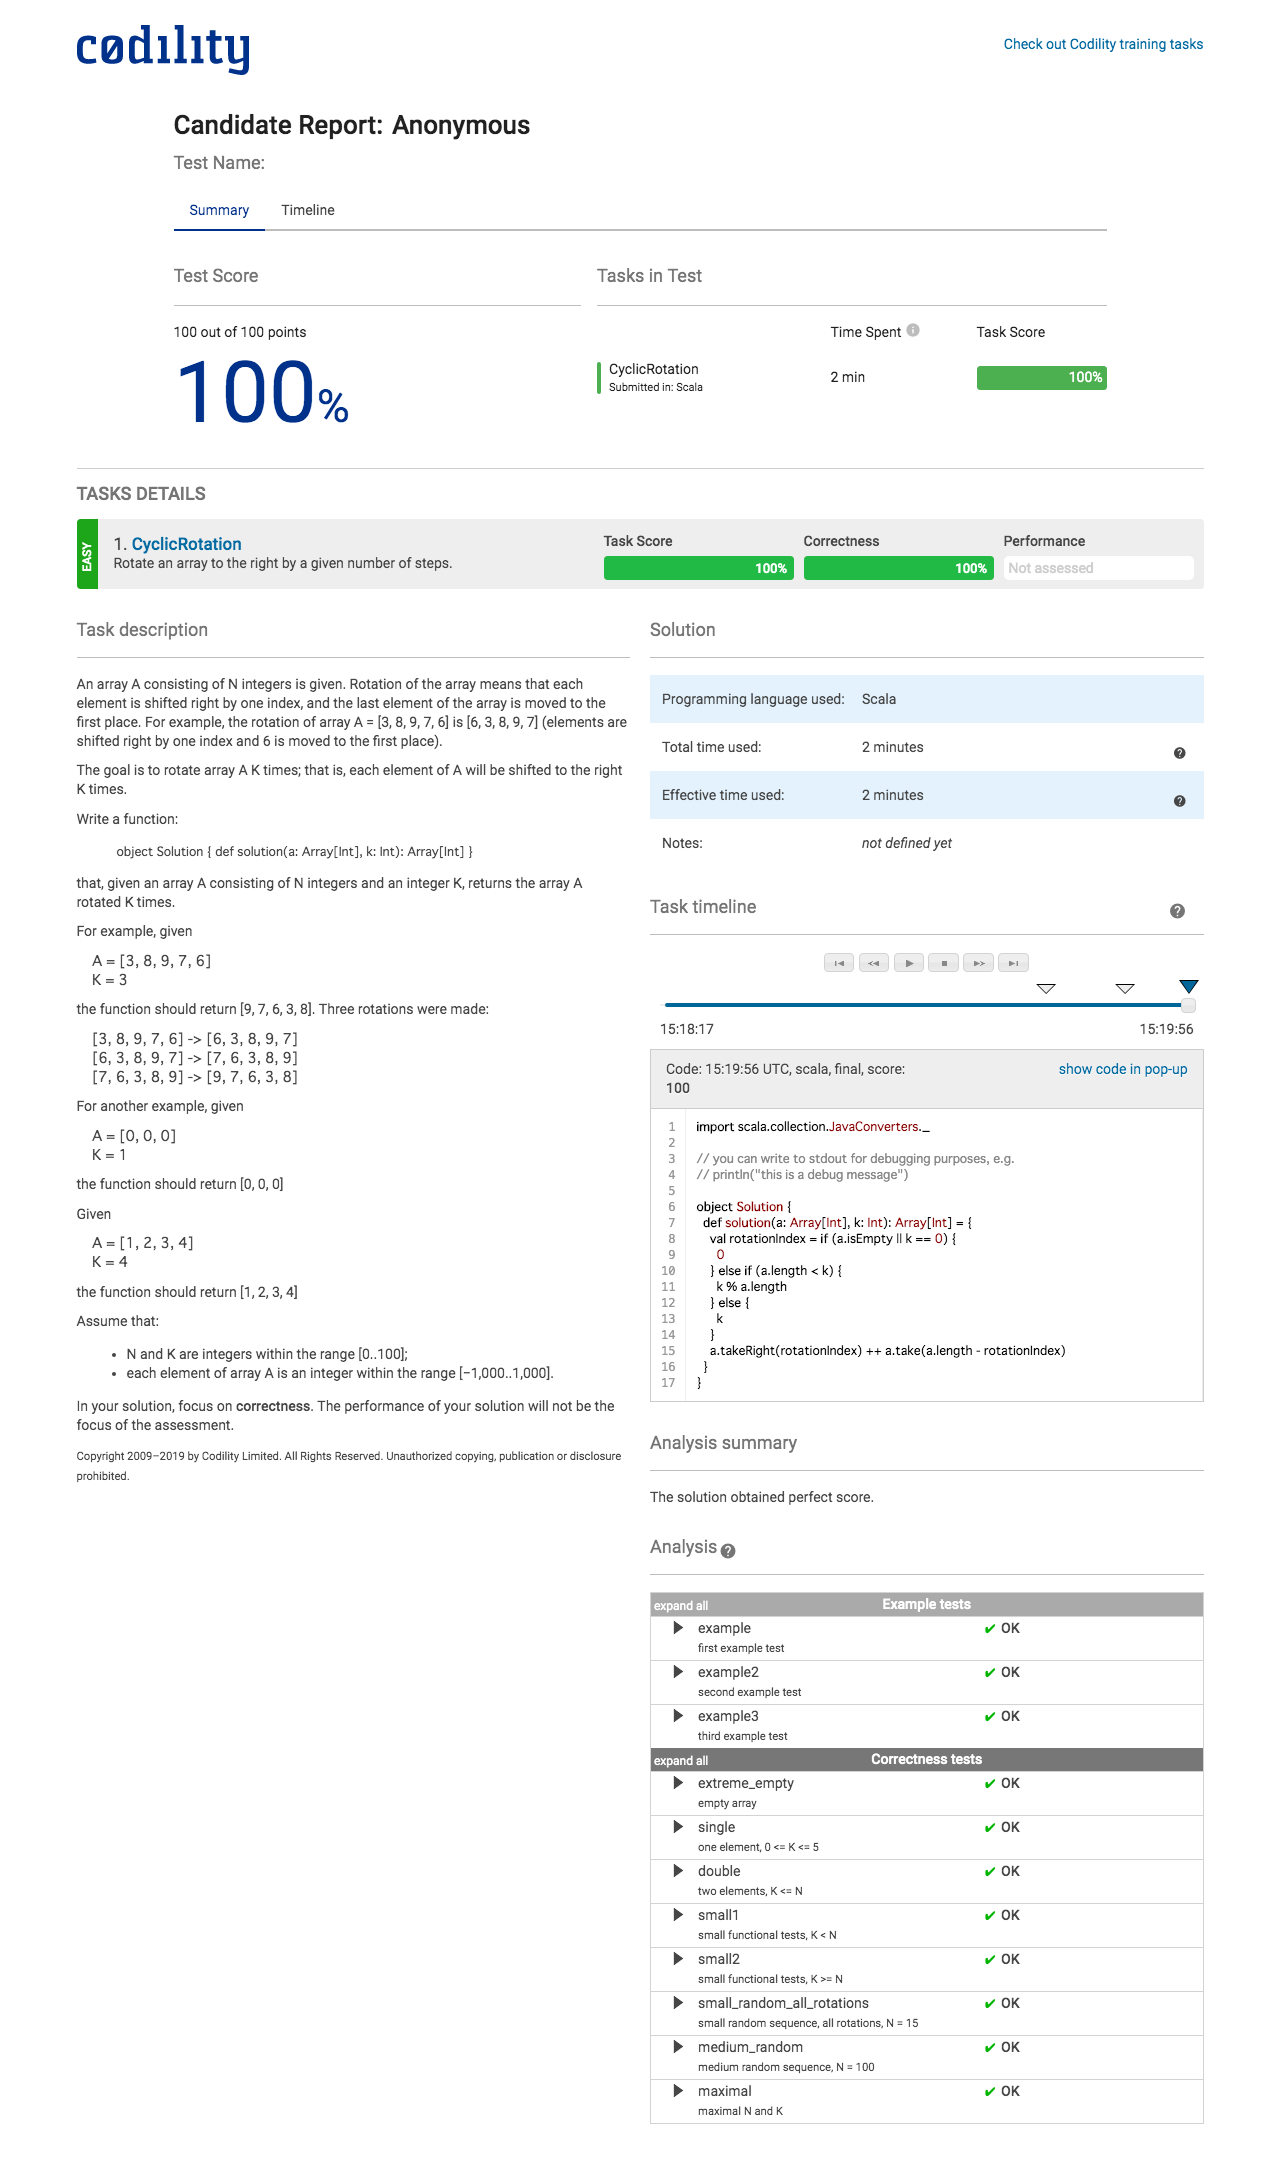 codility
Check out Codility training tasks
Candidate Report: Anonymous
Test Name:
Summary Timeline
Test Score
100 out of 100 points
100%
Tasks in Test
Time Spent Task Score
CyclicRotation
Submitted in: Scala
2 min
100%
TASKS DETAILS
EASY
1. CyclicRotation
Rotate an array to the right by a given number of steps.
Task Score Correctness Performance
100% 100% Not assessed
Task description
An array A consisting of N integers is given. Rotation of the array means that each
element is shifted right by one index, and the last element of the array is moved to the
first place. For example, the rotation of array A = [3, 8, 9, 7, 6] is [6, 3, 8, 9, 7] (elements are
shifted right by one index and 6 is moved to the first place).
The goal is to rotate array A K times; that is, each element of A will be shifted to the right
K times.
Write a function:
object Solution { def solution(a: Array[Int], k: Int): Array[Int] }
that, given an array A consisting of N integers and an integer K, returns the array A
rotated K times.
For example, given
A = [3, 8, 9, 7, 6]
K = 3
the function should return [9, 7, 6, 3, 8]. Three rotations were made:
[3, 8, 9, 7, 6] -> [6, 3, 8, 9, 7]
[6, 3, 8, 9, 7] -> [7, 6, 3, 8, 9]
[7, 6, 3, 8, 9] -> [9, 7, 6, 3, 8]
For another example, given
A = [0, 0, 0]
K = 1
the function should return [0, 0, 0]
Given
A = [1, 2, 3, 4]
K = 4
the function should return [1, 2, 3, 4]
Assume that:
• N and K are integers within the range [0..100];
• each element of array A is an integer within the range [−1,000..1,000].
In your solution, focus on correctness. The performance of your solution will not be the
focus of the assessment.
Copyright 2009–2019 by Codility Limited. All Rights Reserved. Unauthorized copying, publication or disclosure
prohibited.
Solution
Programming language used: Scala
Total time used: 2 minutes
Effective time used: 2 minutes
Notes: not defined yet
Task timeline
15:18:17 15:19:56
Code: 15:19:56 UTC, scala, final, score:
100
show code in pop-up
1 import scala.collection.JavaConverters._
2
3 // you can write to stdout for debugging purposes, e.g.
4 // println("this is a debug message")
5
6 object Solution {
7 def solution(a: Array[Int], k: Int): Array[Int] = {
8 val rotationIndex = if (a.isEmpty || k == 0) {
9 0
10 } else if (a.length < k) {
11 k % a.length
12 } else {
13 k
14 }
15 a.takeRight(rotationIndex) ++ a.take(a.length - rotationIndex)
16 }
17 }
Analysis summary
The solution obtained perfect score.
Analysis
expand all Example tests
example ✔ OK
first example test
example2 ✔ OK
second example test
example3 ✔ OK
third example test
expand all Correctness tests
extreme_empty ✔ OK
empty array
single ✔ OK
one element, 0 <= K <= 5
double ✔ OK
two elements, K <= N
small1 ✔ OK
small functional tests, K < N
small2 ✔ OK
small functional tests, K >= N
small_random_all_rotations ✔ OK
small random sequence, all rotations, N = 15
medium_random ✔ OK
medium random sequence, N = 100
maximal ✔ OK
maximal N and K